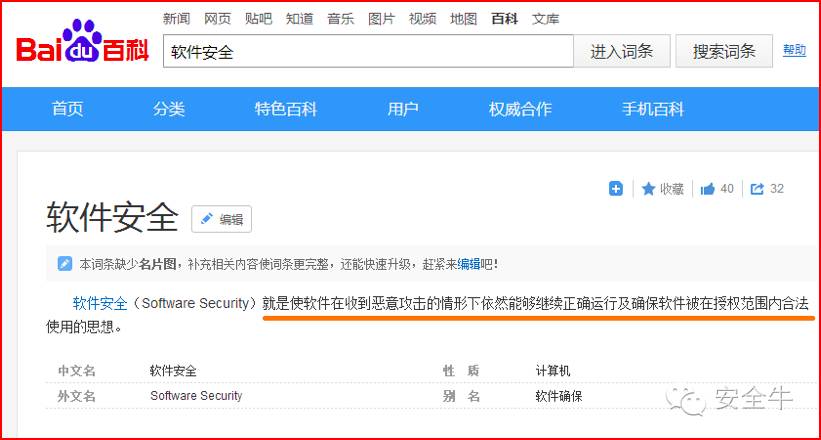 新闻 网页 贴吧 知道 音乐 图片 视频 地图 百科 文库
Baidu百科
软件安全 进入词条 搜索词条 帮助
首页 分类 特色百科 用户 权威合作 手机百科
收藏 40 32
软件安全 编辑
本词条缺少名片图，补充相关内容使词条更完整，还能快速升级，赶紧来编辑吧！
软件安全（Software Security）就是使软件在收到恶意攻击的情形下依然能够继续正确运行及确保软件被在授权范围内合法
使用的思想。
中文名 软件安全 性 质 计算机
外文名 Software Security 别 名 软件确保
安全牛